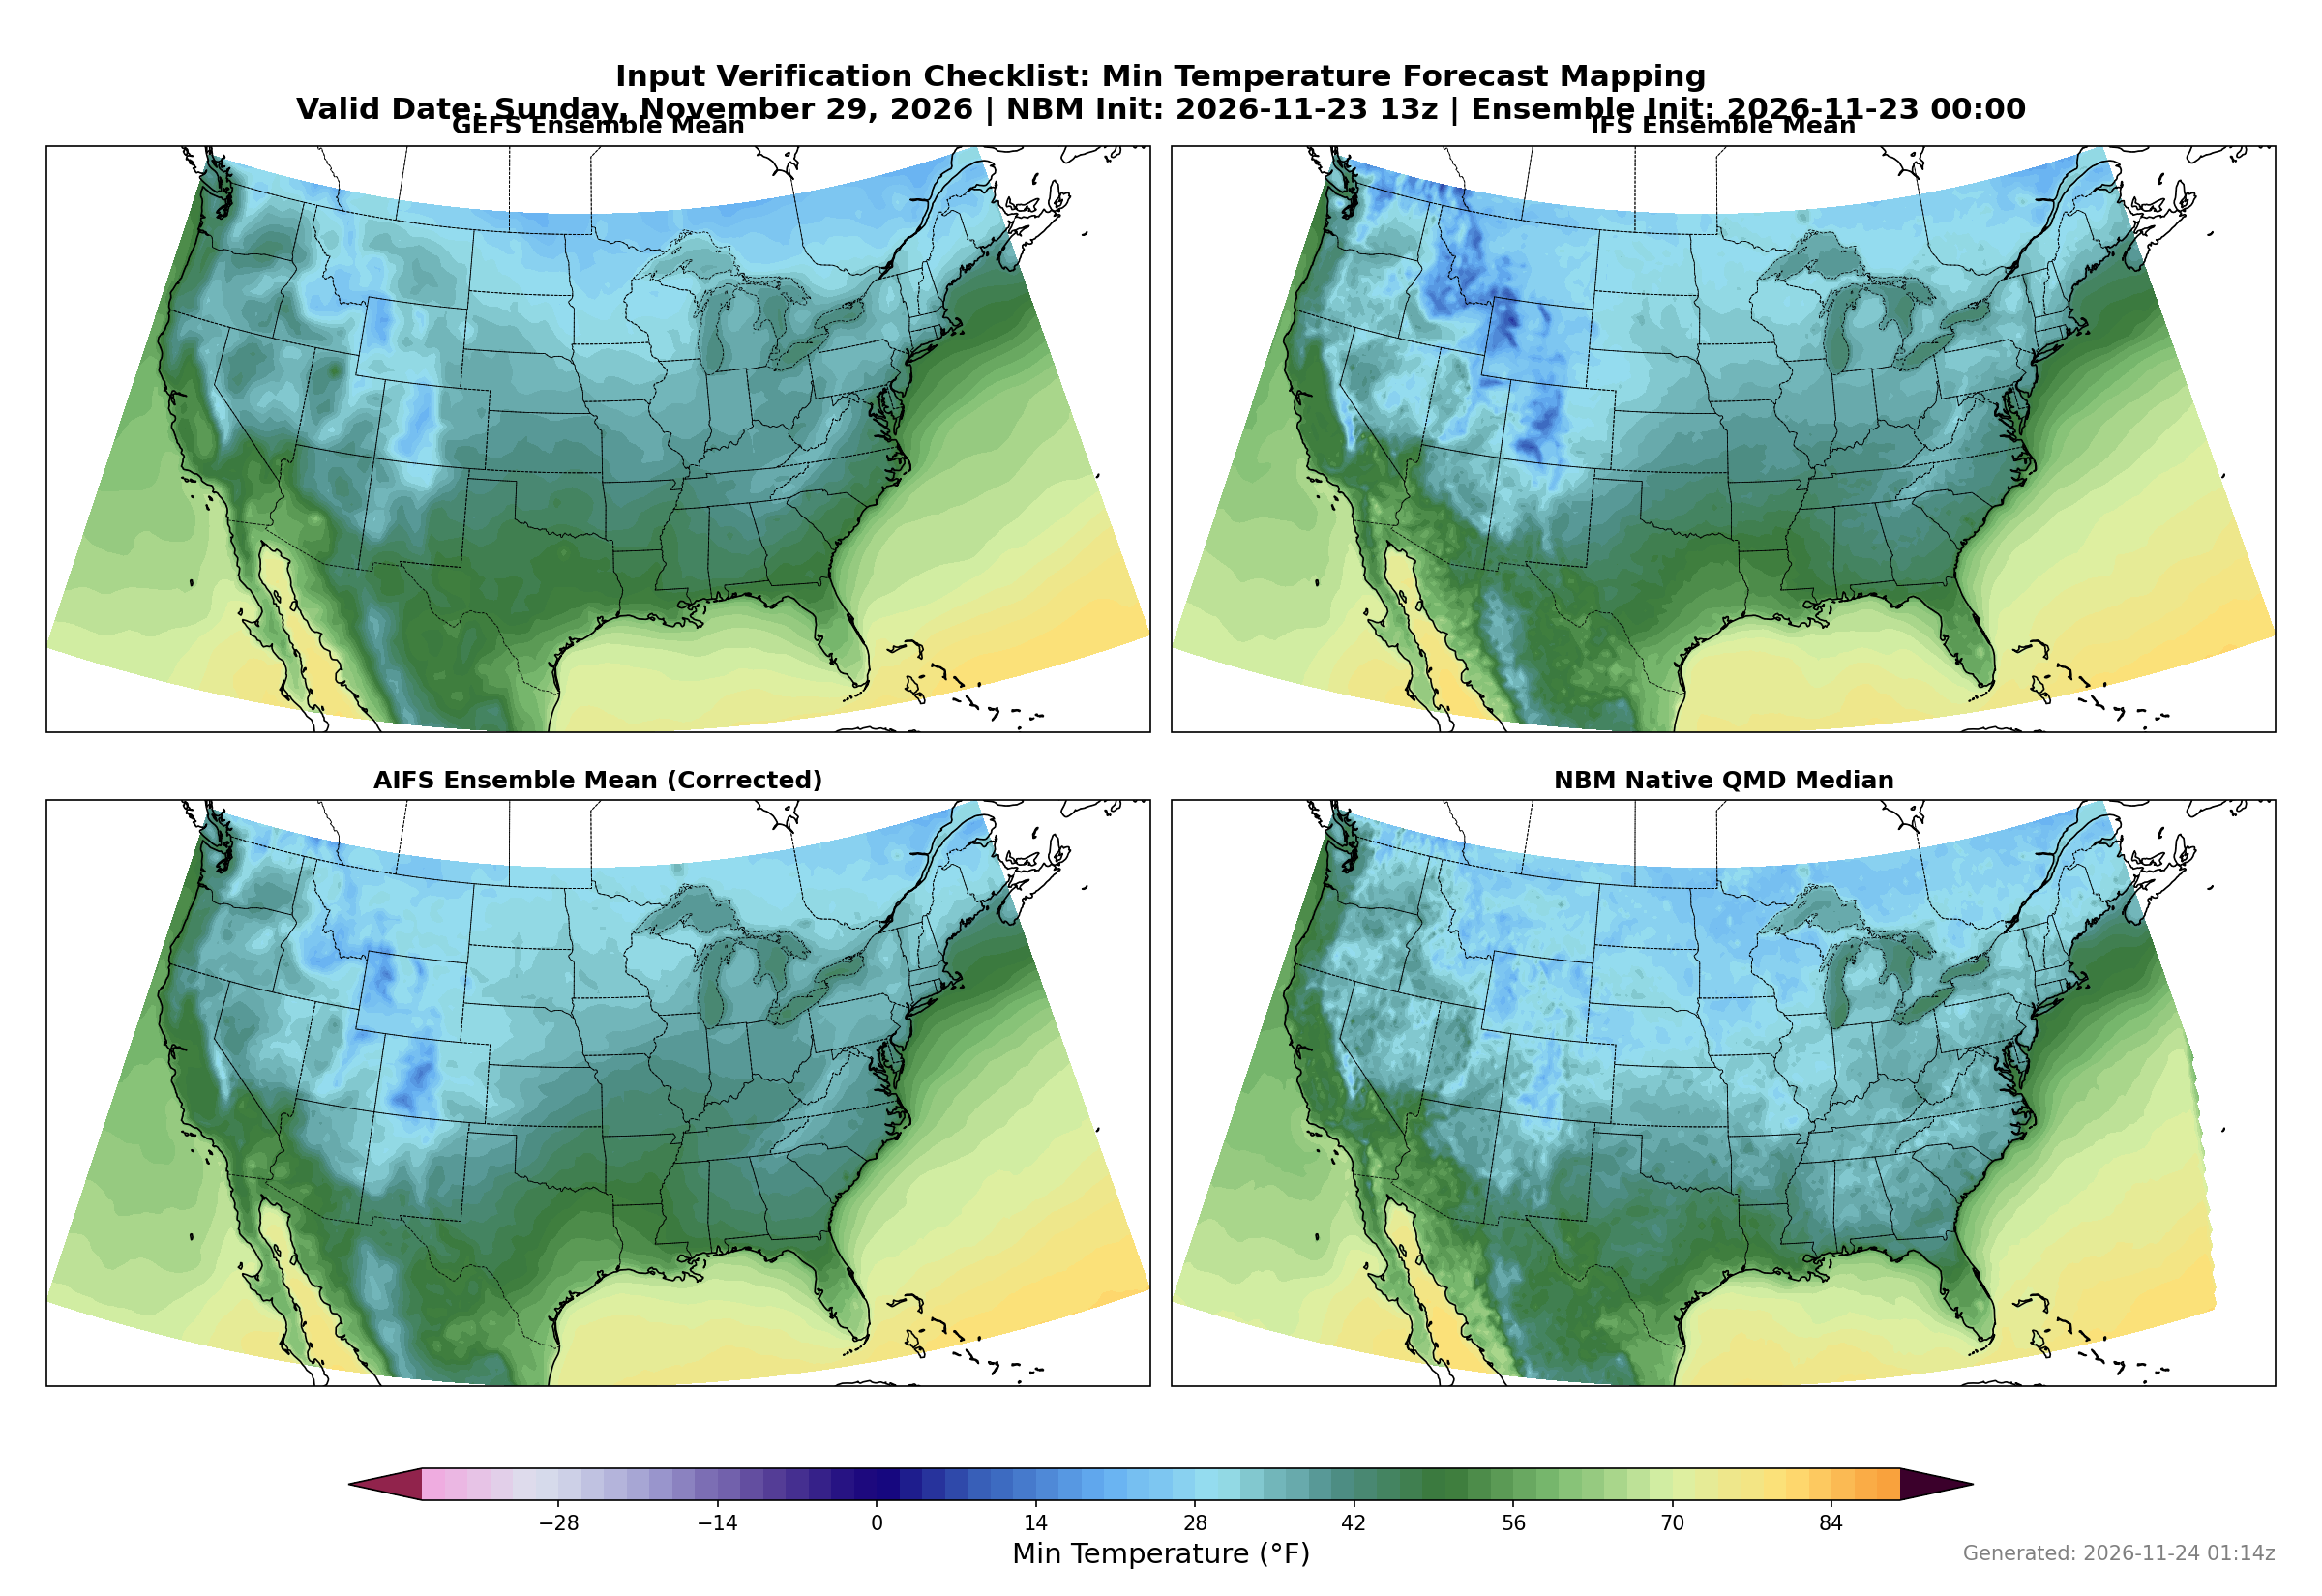 Input Verification Checklist: Min Temperature Forecast Mapping
Valid Date: Sunday, November 29, 2026 | NBM Init: 2026-11-23 13z | Ensemble Init: 2026-11-23 00:00
GEFS Ensemble Mean
IFS Ensemble Mean
AIFS Ensemble Mean (Corrected)
NBM Native QMD Median
−28 −14 0 14 28 42 56 70 84
Min Temperature (°F)
Generated: 2026-11-24 01:14z